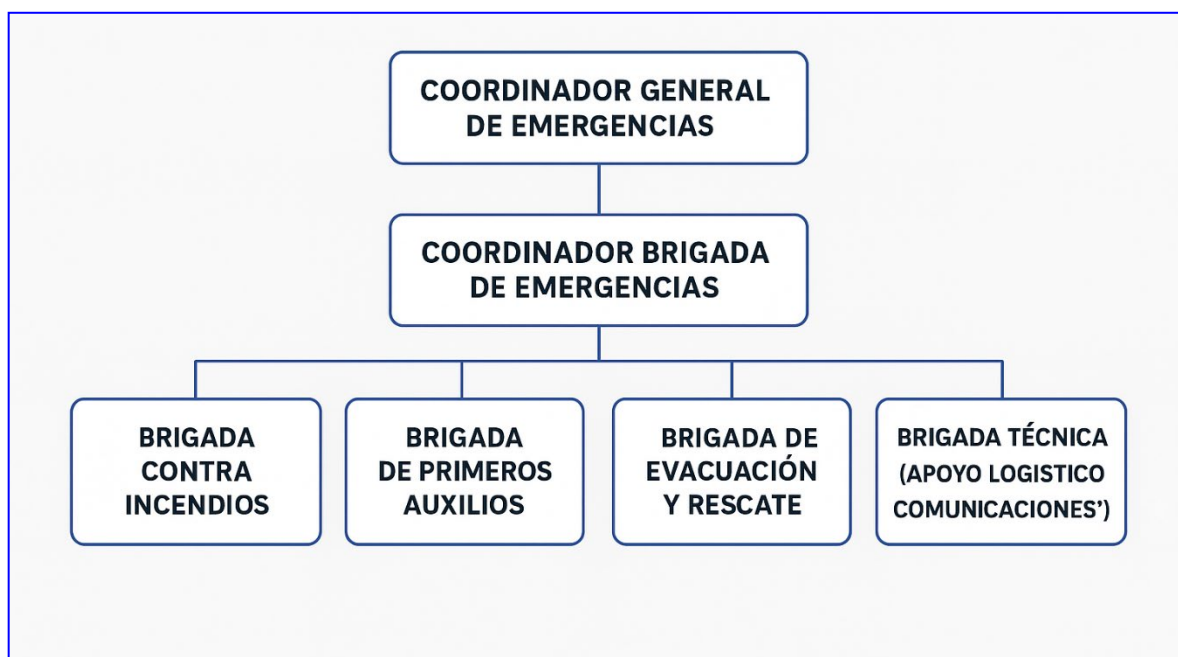 COORDINADOR GENERAL
DE EMERGENCIAS
COORDINADOR BRIGADA
DE EMERGENCIAS
BRIGADA
CONTRA
INCENDIOS
BRIGADA
DE PRIMEROS
AUXILIOS
BRIGADA DE
EVACUACIÓN
Y RESCATE
BRIGADA TÉCNICA
(APOYO LOGISTICO
COMUNICACIONES’)